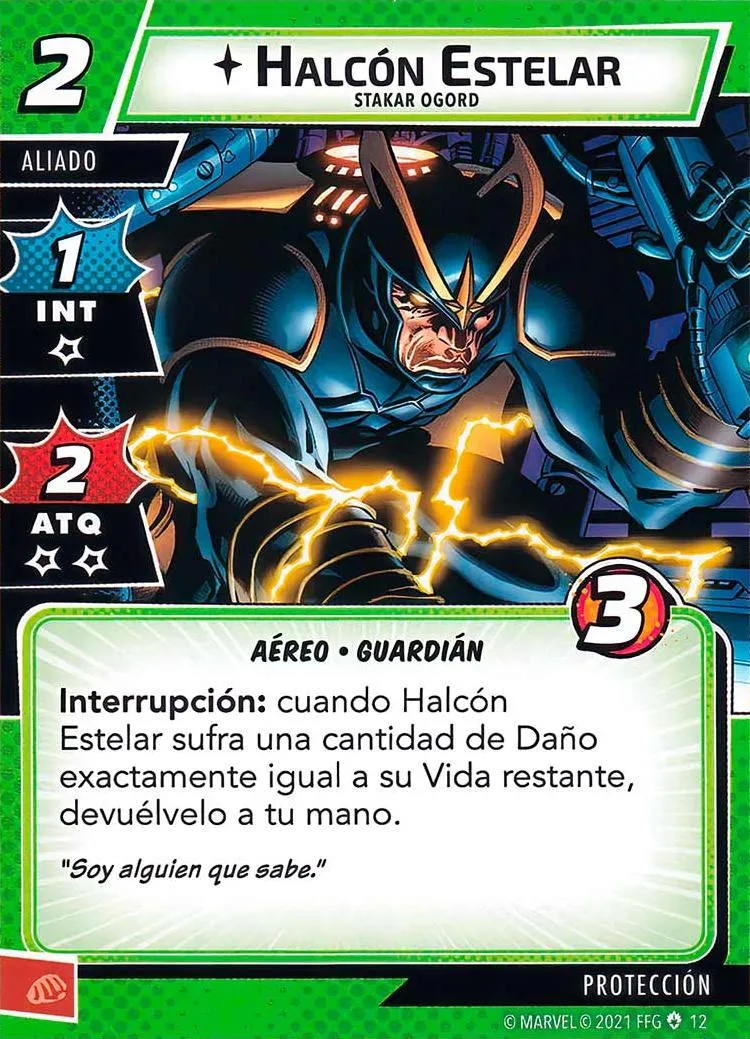 2
HALCÓN ESTELAR
STAKAR OGORD
ALIADO
1
INT
2
ATQ
3
AÉREO • GUARDIÁN
Interrupción: cuando Halcón
Estelar sufra una cantidad de Daño
exactamente igual a su Vida restante,
devuélvelo a tu mano.
"Soy alguien que sabe."
PROTECCIÓN
© MARVEL © 2021 FFG 12